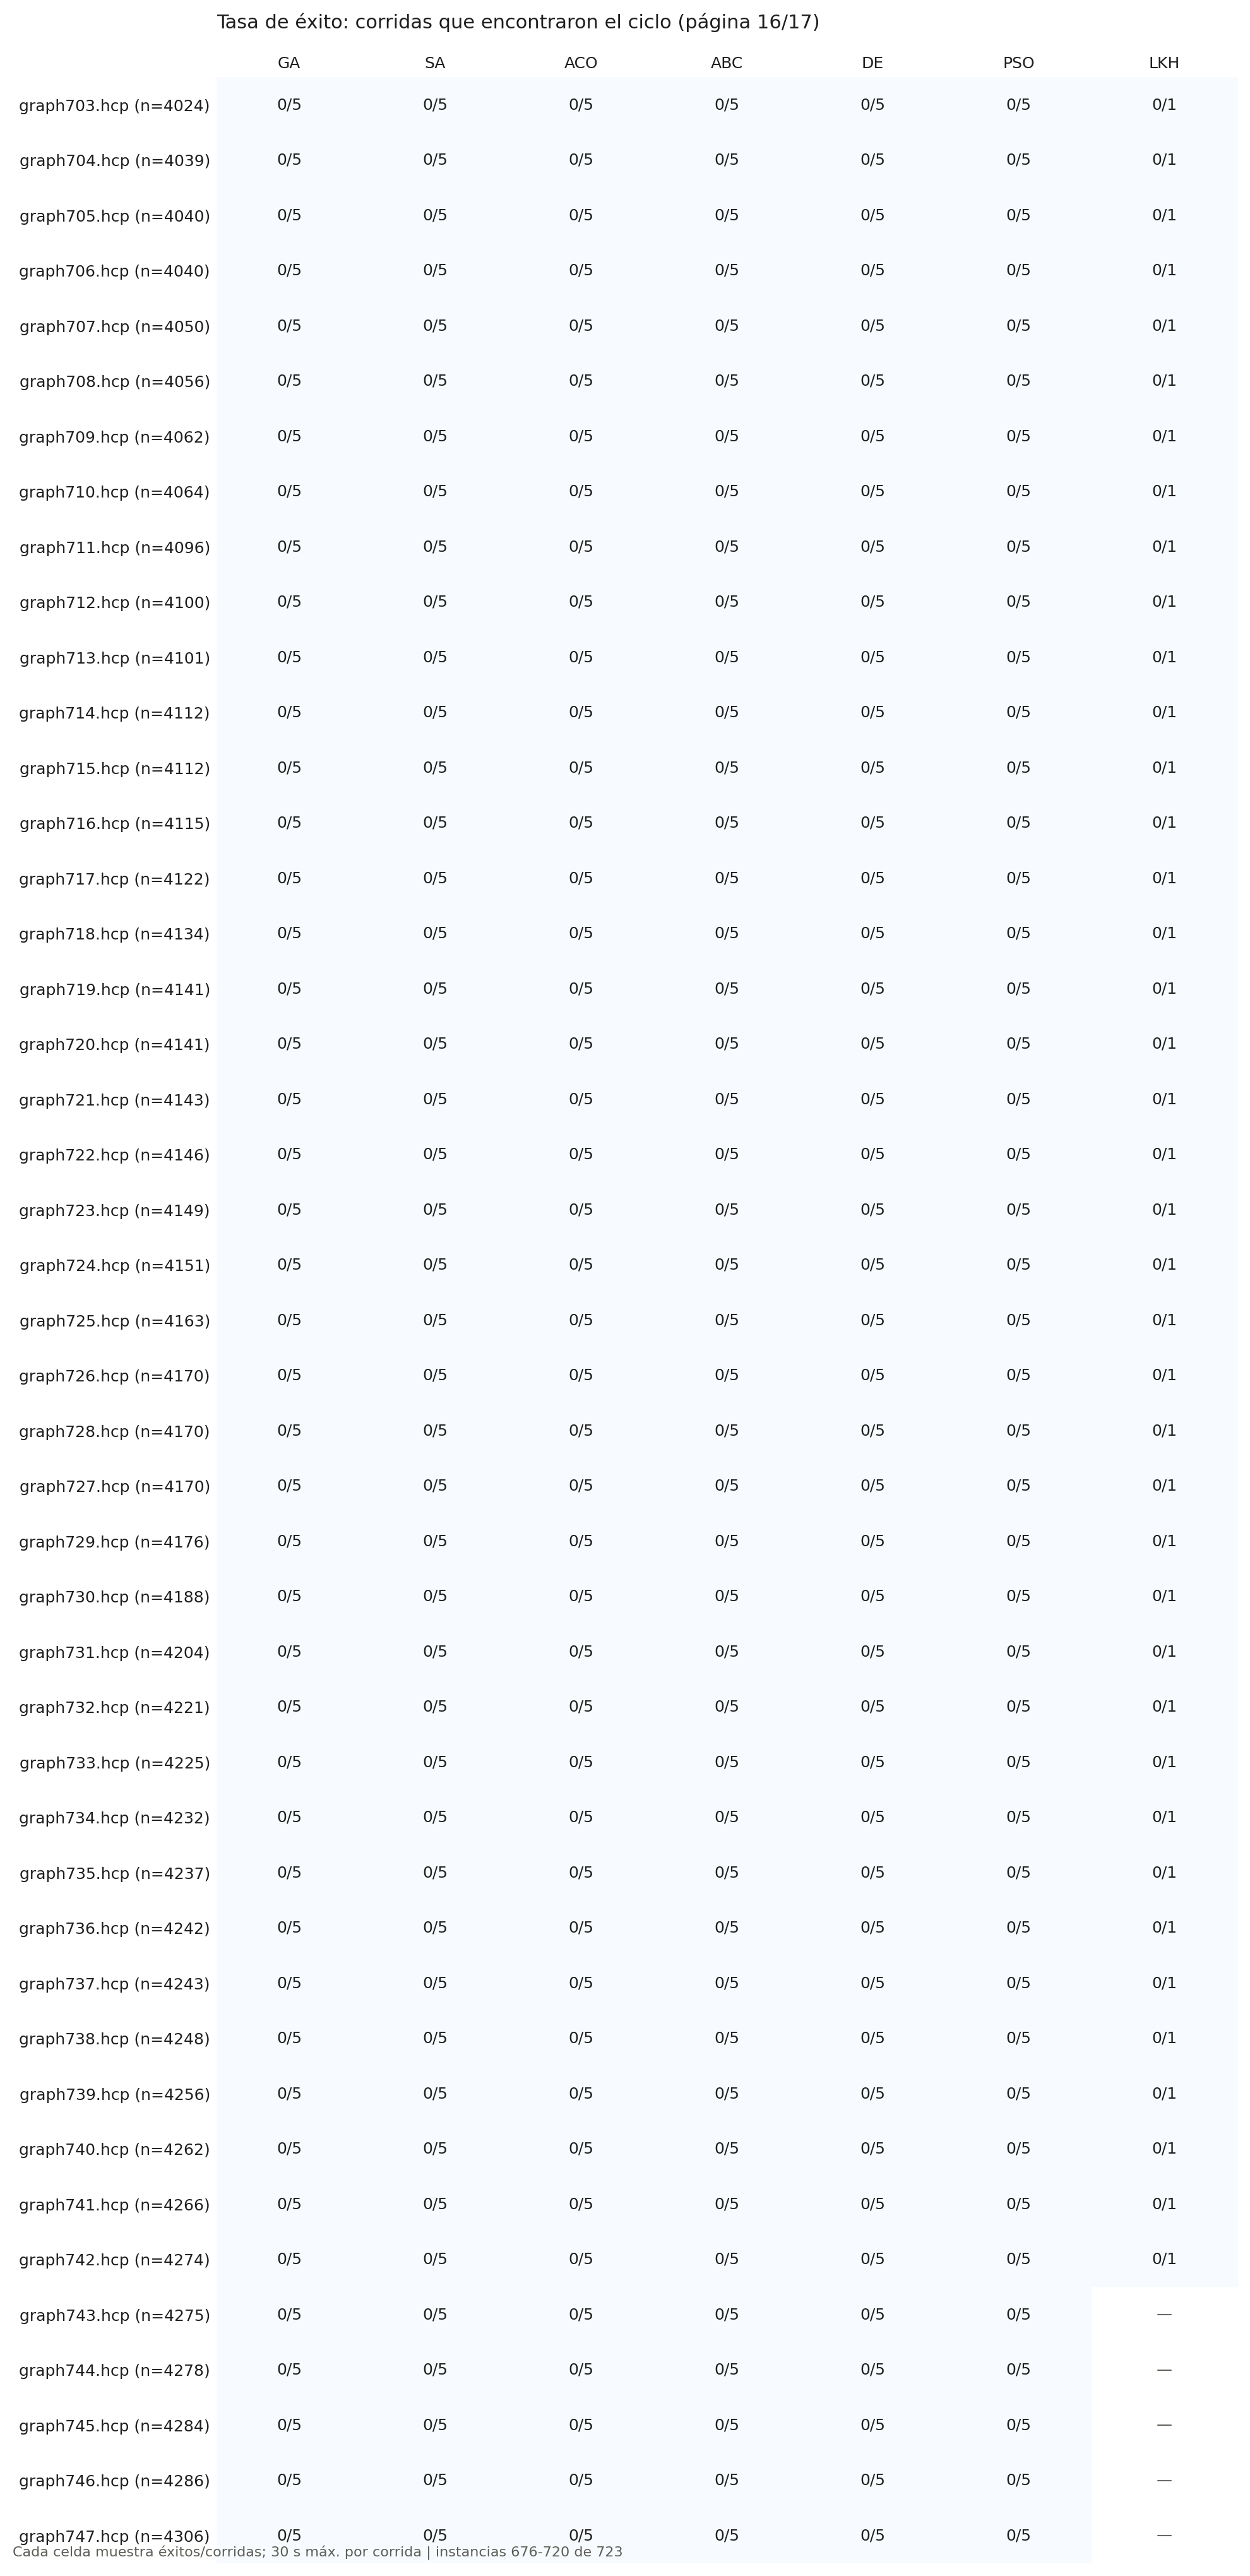 Tasa de éxito: corridas que encontraron el ciclo (página 16/17)
GA SA ACO ABC DE PSO LKH
graph703.hcp (n=4024) 0/5 0/5 0/5 0/5 0/5 0/5 0/1
graph704.hcp (n=4039) 0/5 0/5 0/5 0/5 0/5 0/5 0/1
graph705.hcp (n=4040) 0/5 0/5 0/5 0/5 0/5 0/5 0/1
graph706.hcp (n=4040) 0/5 0/5 0/5 0/5 0/5 0/5 0/1
graph707.hcp (n=4050) 0/5 0/5 0/5 0/5 0/5 0/5 0/1
graph708.hcp (n=4056) 0/5 0/5 0/5 0/5 0/5 0/5 0/1
graph709.hcp (n=4062) 0/5 0/5 0/5 0/5 0/5 0/5 0/1
graph710.hcp (n=4064) 0/5 0/5 0/5 0/5 0/5 0/5 0/1
graph711.hcp (n=4096) 0/5 0/5 0/5 0/5 0/5 0/5 0/1
graph712.hcp (n=4100) 0/5 0/5 0/5 0/5 0/5 0/5 0/1
graph713.hcp (n=4101) 0/5 0/5 0/5 0/5 0/5 0/5 0/1
graph714.hcp (n=4112) 0/5 0/5 0/5 0/5 0/5 0/5 0/1
graph715.hcp (n=4112) 0/5 0/5 0/5 0/5 0/5 0/5 0/1
graph716.hcp (n=4115) 0/5 0/5 0/5 0/5 0/5 0/5 0/1
graph717.hcp (n=4122) 0/5 0/5 0/5 0/5 0/5 0/5 0/1
graph718.hcp (n=4134) 0/5 0/5 0/5 0/5 0/5 0/5 0/1
graph719.hcp (n=4141) 0/5 0/5 0/5 0/5 0/5 0/5 0/1
graph720.hcp (n=4141) 0/5 0/5 0/5 0/5 0/5 0/5 0/1
graph721.hcp (n=4143) 0/5 0/5 0/5 0/5 0/5 0/5 0/1
graph722.hcp (n=4146) 0/5 0/5 0/5 0/5 0/5 0/5 0/1
graph723.hcp (n=4149) 0/5 0/5 0/5 0/5 0/5 0/5 0/1
graph724.hcp (n=4151) 0/5 0/5 0/5 0/5 0/5 0/5 0/1
graph725.hcp (n=4163) 0/5 0/5 0/5 0/5 0/5 0/5 0/1
graph726.hcp (n=4170) 0/5 0/5 0/5 0/5 0/5 0/5 0/1
graph728.hcp (n=4170) 0/5 0/5 0/5 0/5 0/5 0/5 0/1
graph727.hcp (n=4170) 0/5 0/5 0/5 0/5 0/5 0/5 0/1
graph729.hcp (n=4176) 0/5 0/5 0/5 0/5 0/5 0/5 0/1
graph730.hcp (n=4188) 0/5 0/5 0/5 0/5 0/5 0/5 0/1
graph731.hcp (n=4204) 0/5 0/5 0/5 0/5 0/5 0/5 0/1
graph732.hcp (n=4221) 0/5 0/5 0/5 0/5 0/5 0/5 0/1
graph733.hcp (n=4225) 0/5 0/5 0/5 0/5 0/5 0/5 0/1
graph734.hcp (n=4232) 0/5 0/5 0/5 0/5 0/5 0/5 0/1
graph735.hcp (n=4237) 0/5 0/5 0/5 0/5 0/5 0/5 0/1
graph736.hcp (n=4242) 0/5 0/5 0/5 0/5 0/5 0/5 0/1
graph737.hcp (n=4243) 0/5 0/5 0/5 0/5 0/5 0/5 0/1
graph738.hcp (n=4248) 0/5 0/5 0/5 0/5 0/5 0/5 0/1
graph739.hcp (n=4256) 0/5 0/5 0/5 0/5 0/5 0/5 0/1
graph740.hcp (n=4262) 0/5 0/5 0/5 0/5 0/5 0/5 0/1
graph741.hcp (n=4266) 0/5 0/5 0/5 0/5 0/5 0/5 0/1
graph742.hcp (n=4274) 0/5 0/5 0/5 0/5 0/5 0/5 0/1
graph743.hcp (n=4275) 0/5 0/5 0/5 0/5 0/5 0/5 —
graph744.hcp (n=4278) 0/5 0/5 0/5 0/5 0/5 0/5 —
graph745.hcp (n=4284) 0/5 0/5 0/5 0/5 0/5 0/5 —
graph746.hcp (n=4286) 0/5 0/5 0/5 0/5 0/5 0/5 —
graph747.hcp (n=4306) 0/5 0/5 0/5 0/5 0/5 0/5 —
Cada celda muestra éxitos/corridas; 30 s máx. por corrida | instancias 676-720 de 723